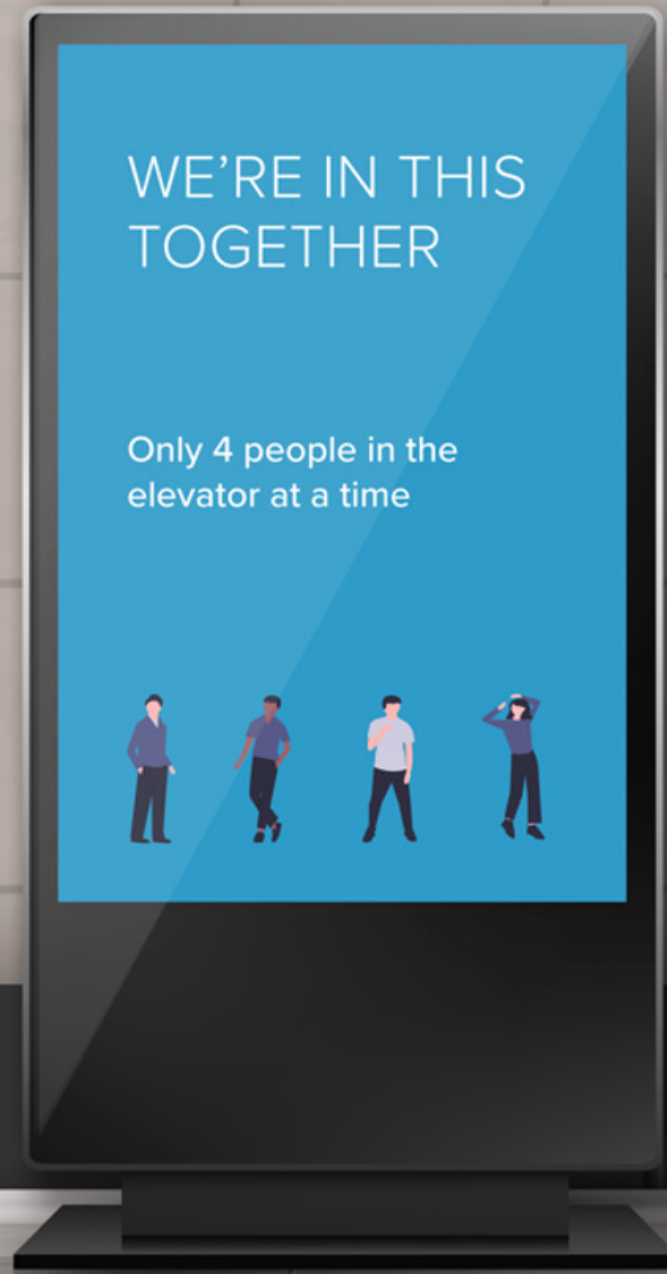 WE'RE IN THIS
TOGETHER
Only 4 people in the
elevator at a time